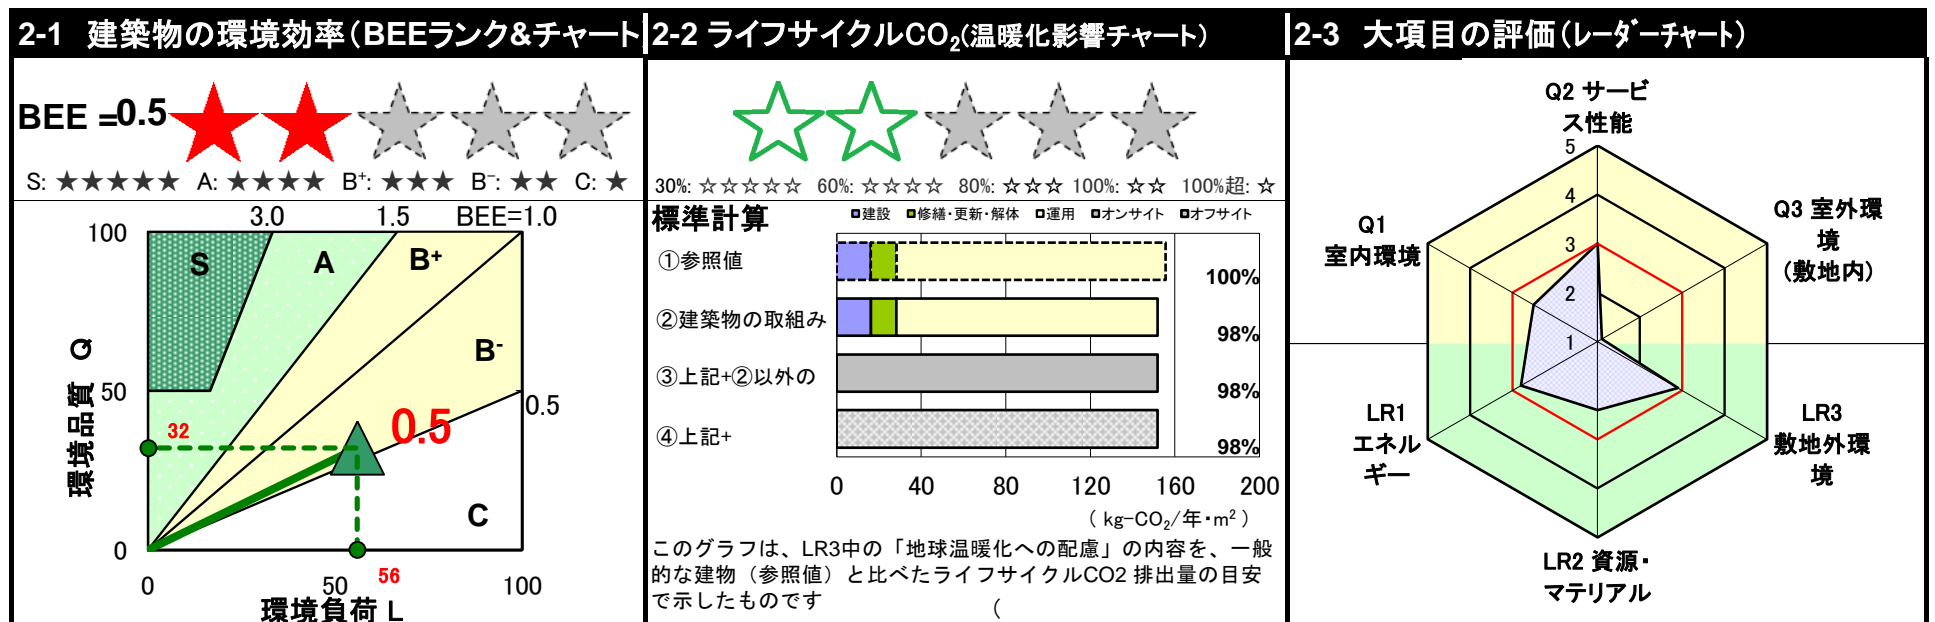 2-1 建築物の環境効率(BEEランク&チャート
BEE =0.5
S: ★★★★★ A: ★★★★ B⁺: ★★★ B⁻: ★★ C: ★
3.0 1.5 BEE=1.0
100
S A B⁺
B⁻
50
0.5
0.5
32
環境品質 Q
C
0
0 50 100
56
環境負荷 L
2-2 ライフサイクルCO₂(温暖化影響チャート)
30%: ☆☆☆☆☆ 60%: ☆☆☆☆ 80%: ☆☆☆ 100%: ☆☆ 100%超: ☆
標準計算
建設 修繕・更新・解体 運用 オンサイト オフサイト
①参照値
100%
②建築物の取組み
98%
③上記+②以外の
98%
④上記+
98%
0 40 80 120 160 200
( kg-CO₂/年・m² )
このグラフは、LR3中の「地球温暖化への配慮」の内容を、一般
的な建物(参照値)と比べたライフサイクルCO2 排出量の目安
で示したものです
(
2-3 大項目の評価(レーダーチャート)
Q2 サービ
ス性能
5
4
3
2
1
Q1
室内環境
Q3 室外環
境
(敷地内)
LR1
エネル
ギー
LR3
敷地外環
境
LR2 資源・
マテリアル